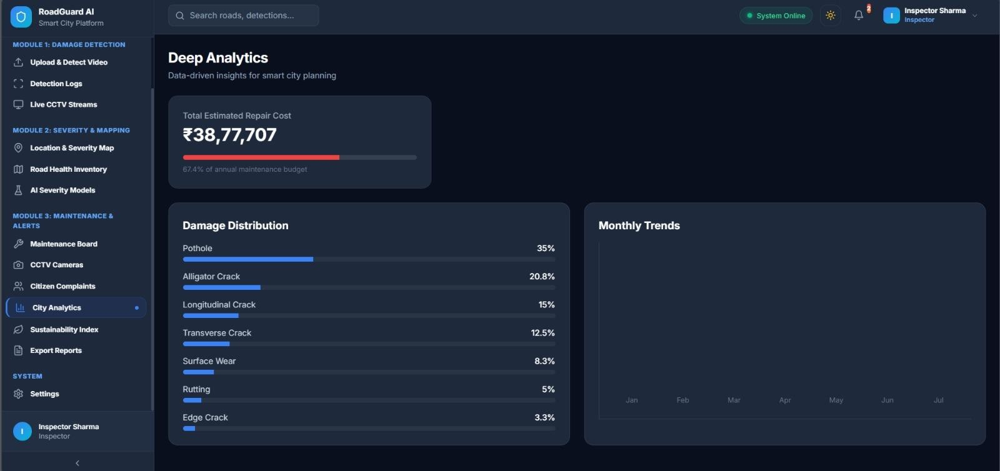 RoadGuard AI
Smart City Platform
Search roads, detections...
System Online
2
I
Inspector Sharma
Inspector
MODULE 1: DAMAGE DETECTION
Upload & Detect Video
Detection Logs
Live CCTV Streams
MODULE 2: SEVERITY & MAPPING
Location & Severity Map
Road Health Inventory
AI Severity Models
MODULE 3: MAINTENANCE &
ALERTS
Maintenance Board
CCTV Cameras
Citizen Complaints
City Analytics
Sustainability Index
Export Reports
SYSTEM
Settings
I
Inspector Sharma
Inspector
Deep Analytics
Data-driven insights for smart city planning
Total Estimated Repair Cost
₹38,77,707
67.4% of annual maintenance budget
Damage Distribution
Pothole 35%
Alligator Crack 20.8%
Longitudinal Crack 15%
Transverse Crack 12.5%
Surface Wear 8.3%
Rutting 5%
Edge Crack 3.3%
Monthly Trends
Jan Feb Mar Apr May Jun Jul